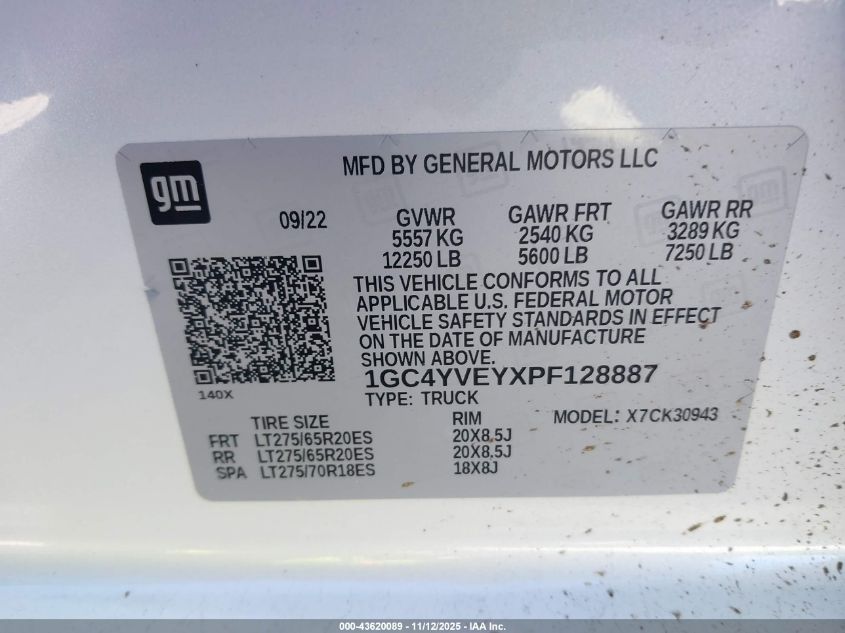 MFD BY GENERAL MOTORS LLC
gm
09/22
GVWR GAWR FRT GAWR RR
5557 KG 2540 KG 3289 KG
12250 LB 5600 LB 7250 LB
THIS VEHICLE CONFORMS TO ALL
APPLICABLE U.S. FEDERAL MOTOR
VEHICLE SAFETY STANDARDS IN EFFECT
ON THE DATE OF MANUFACTURE
SHOWN ABOVE.
1GC4YVEYXPF128887
140X
TYPE: TRUCK
TIRE SIZE RIM MODEL: X7CK30943
FRT LT275/65R20ES 20X8.5J
RR LT275/65R20ES 20X8.5J
SPA LT275/70R18ES 18X8J
000-43620089 - 11/12/2025 - IAA Inc.